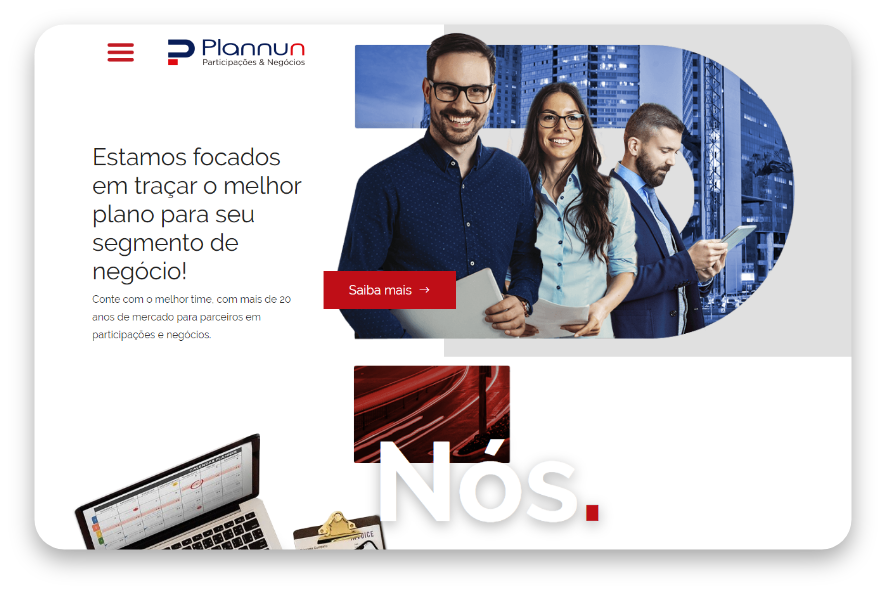 Plannun
Participações & Negócios
Estamos focados
em traçar o melhor
plano para seu
segmento de
negócio!
Conte com o melhor time, com mais de 20
anos de mercado para parceiros em
participações e negócios.
Saiba mais →
Nós.
INVOICE